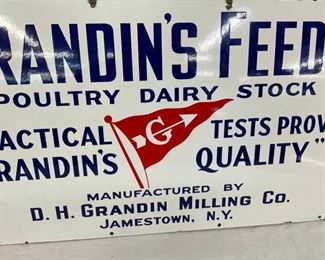 RANDIN'S FEED
POULTRY DAIRY STOCK
ACTICAL G TESTS PROV
RANDIN'S QUALITY"
MANUFACTURED BY
D. H. GRANDIN MILLING CO.
JAMESTOWN, N.Y.